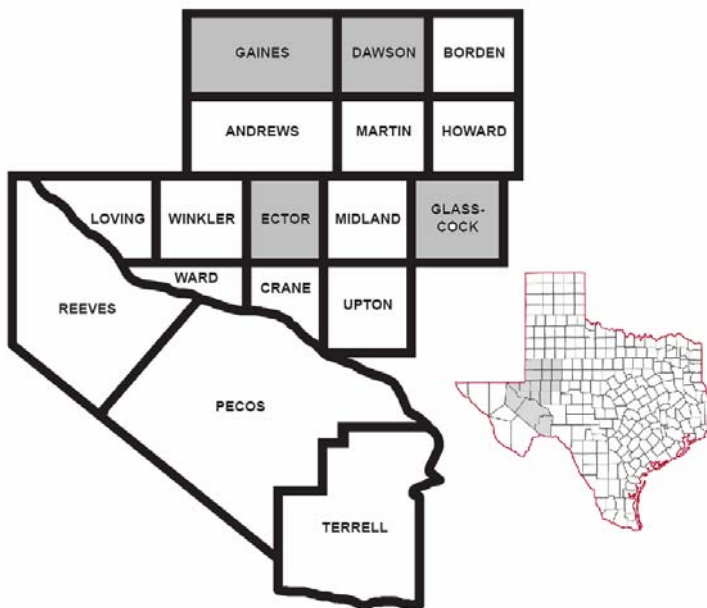 GAINES
DAWSON
BORDEN
ANDREWS
MARTIN
HOWARD
LOVING
WINKLER
ECTOR
MIDLAND
GLASS-
COCK
REEVES
WARD
CRANE
UPTON
PECOS
TERRELL